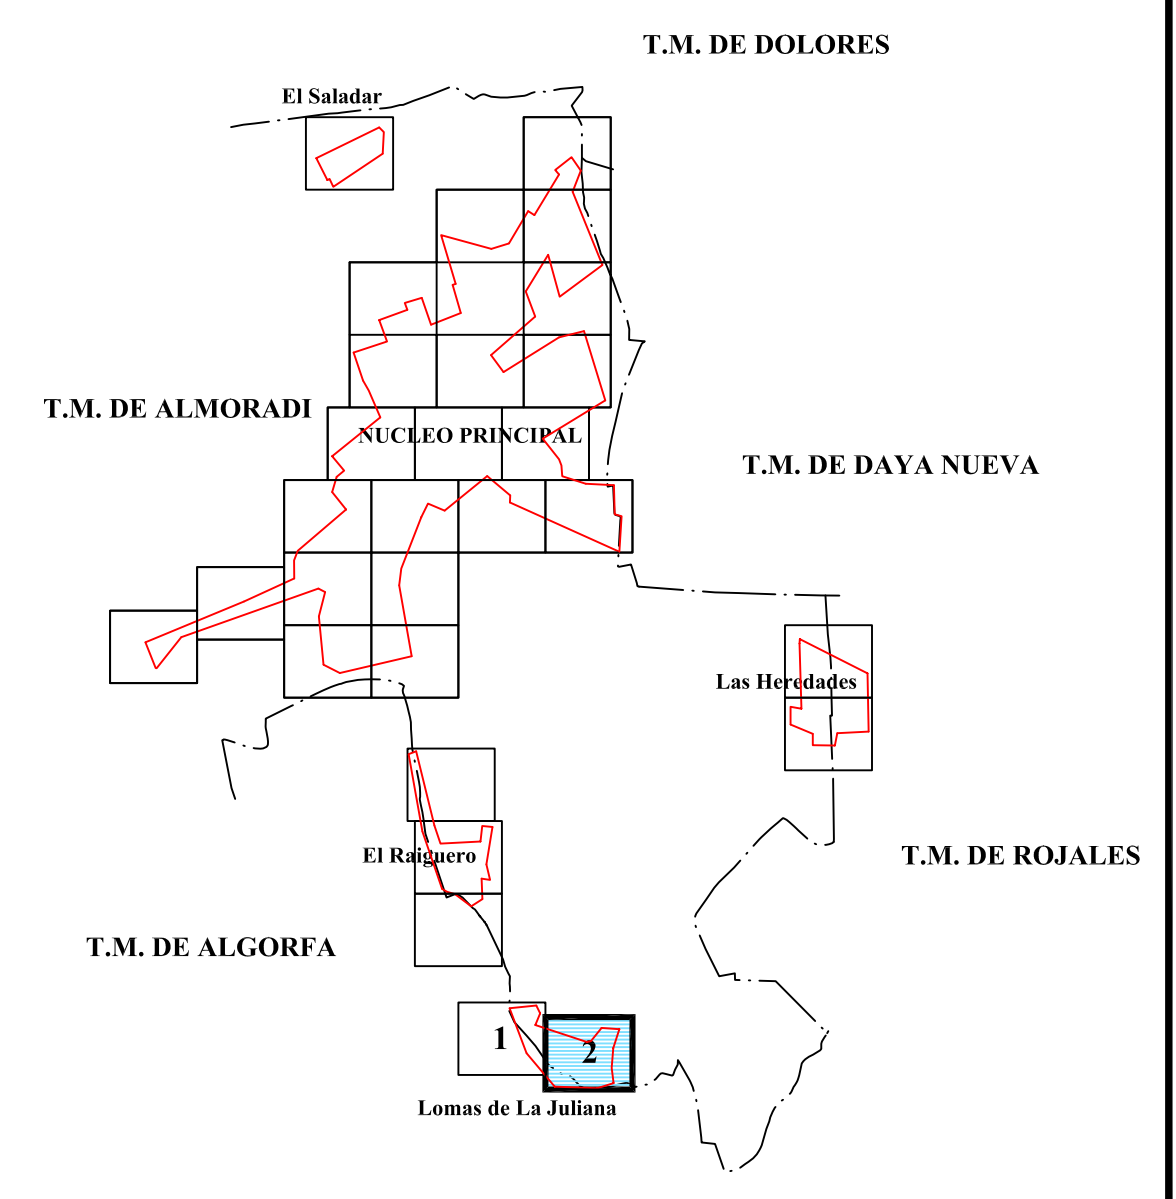 T.M. DE DOLORES
El Saladar
T.M. DE ALMORADI
NUCLEO PRINCIPAL
T.M. DE DAYA NUEVA
Las Heredades
El Raiguero
T.M. DE ROJALES
T.M. DE ALGORFA
1
2
Lomas de La Juliana